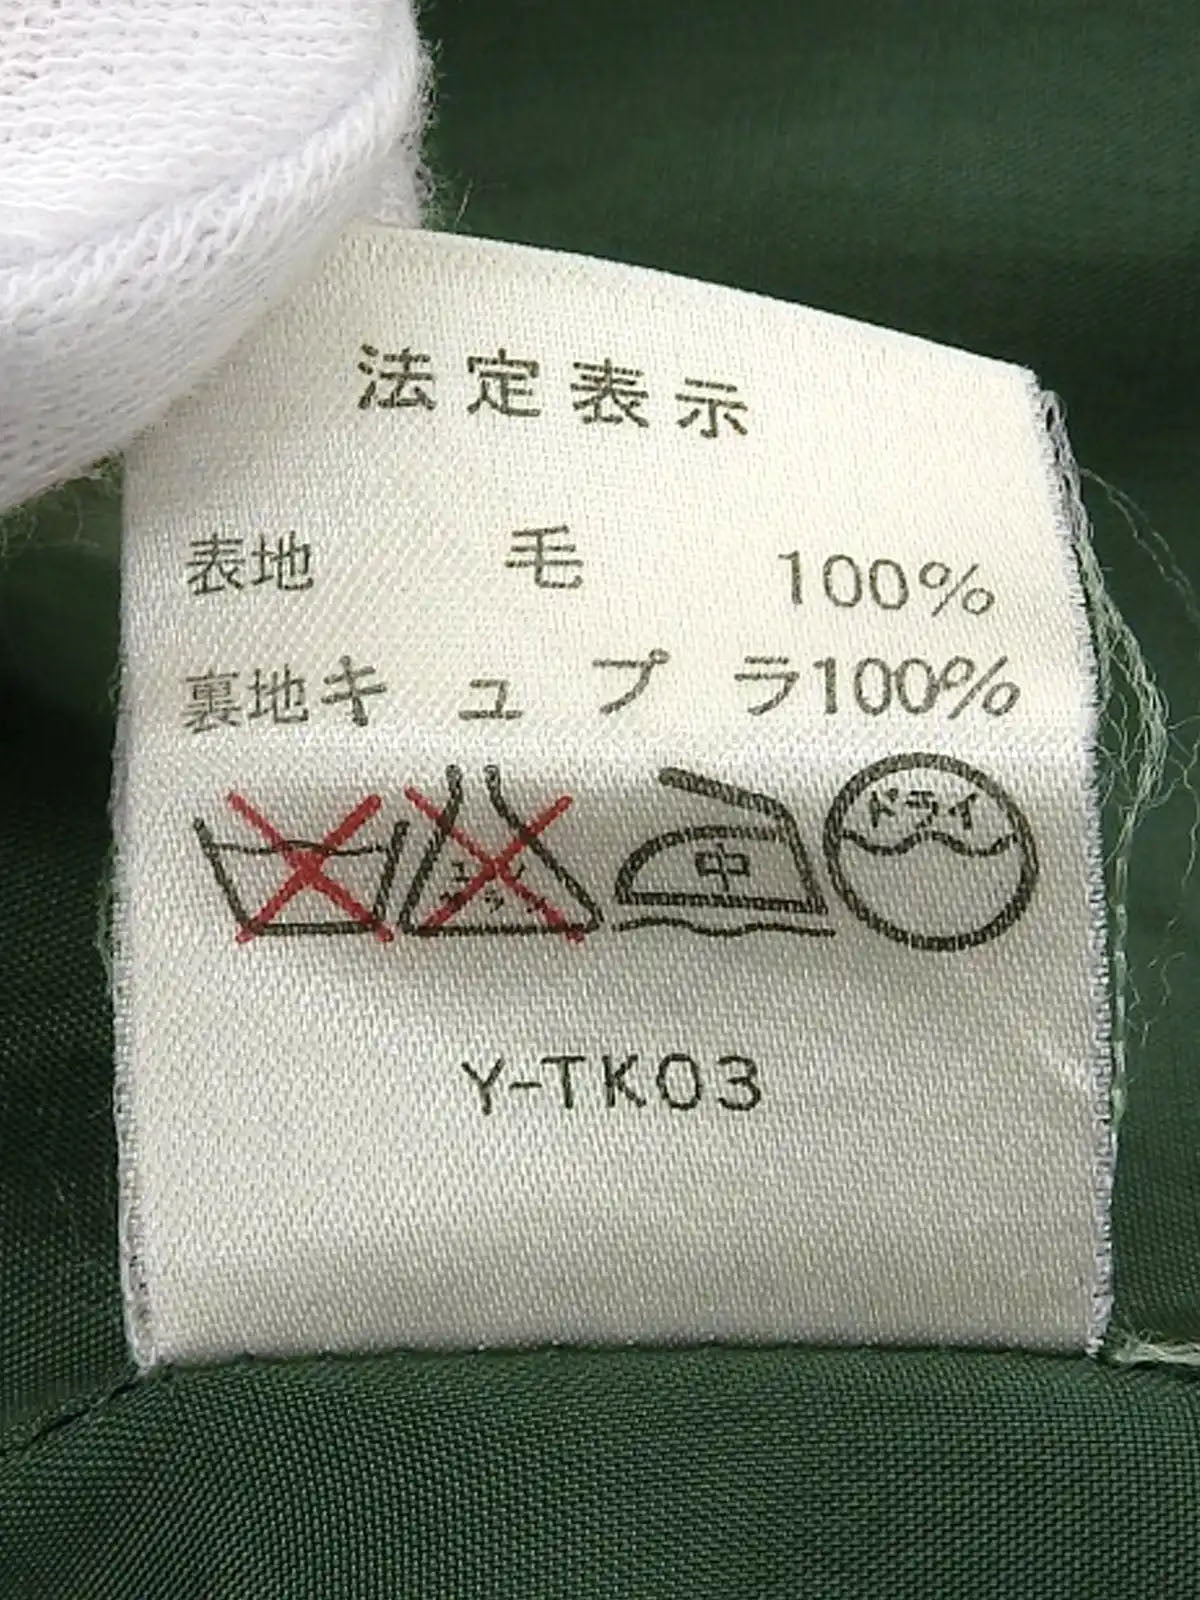 法定表示
表地 毛 100%
裏地キュプラ100%
中 ドライ
Y-TK03